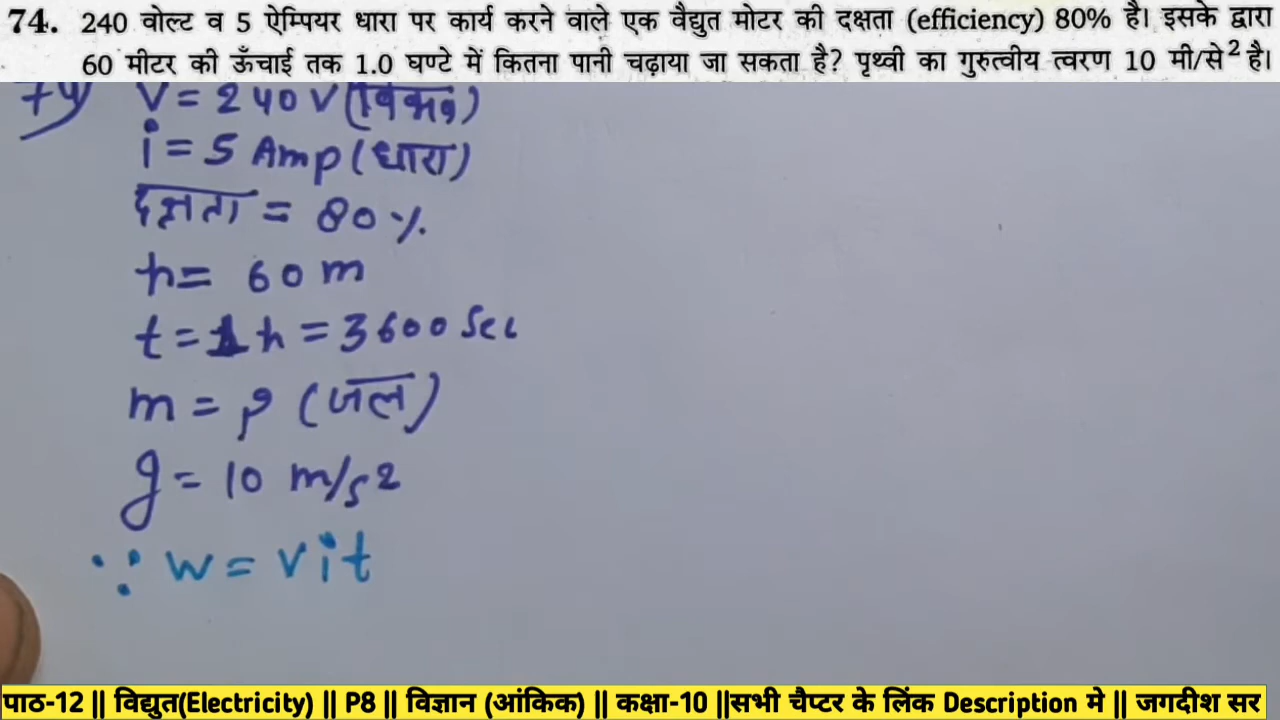 74. 240 वोल्ट व 5 ऐम्पियर धारा पर कार्य करने वाले एक वैद्युत मोटर की दक्षता (efficiency) 80% है। इसके द्वारा
60 मीटर की ऊँचाई तक 1.0 घण्टे में कितना पानी चढ़ाया जा सकता है? पृथ्वी का गुरुत्वीय त्वरण 10 मी/से² है।
V = 240 V (विभव)
i = 5 Amp (धारा)
दक्षता = 80 %.
h = 60 m
t = 1 h = 3600 Sec
m = ? (जल)
g = 10 m/s2
∵ W = Vit
पाठ-12 || विद्युत(Electricity) || P8 || विज्ञान (आंकिक) || कक्षा-10 ||सभी चैप्टर के लिंक Description मे || जगदीश सर